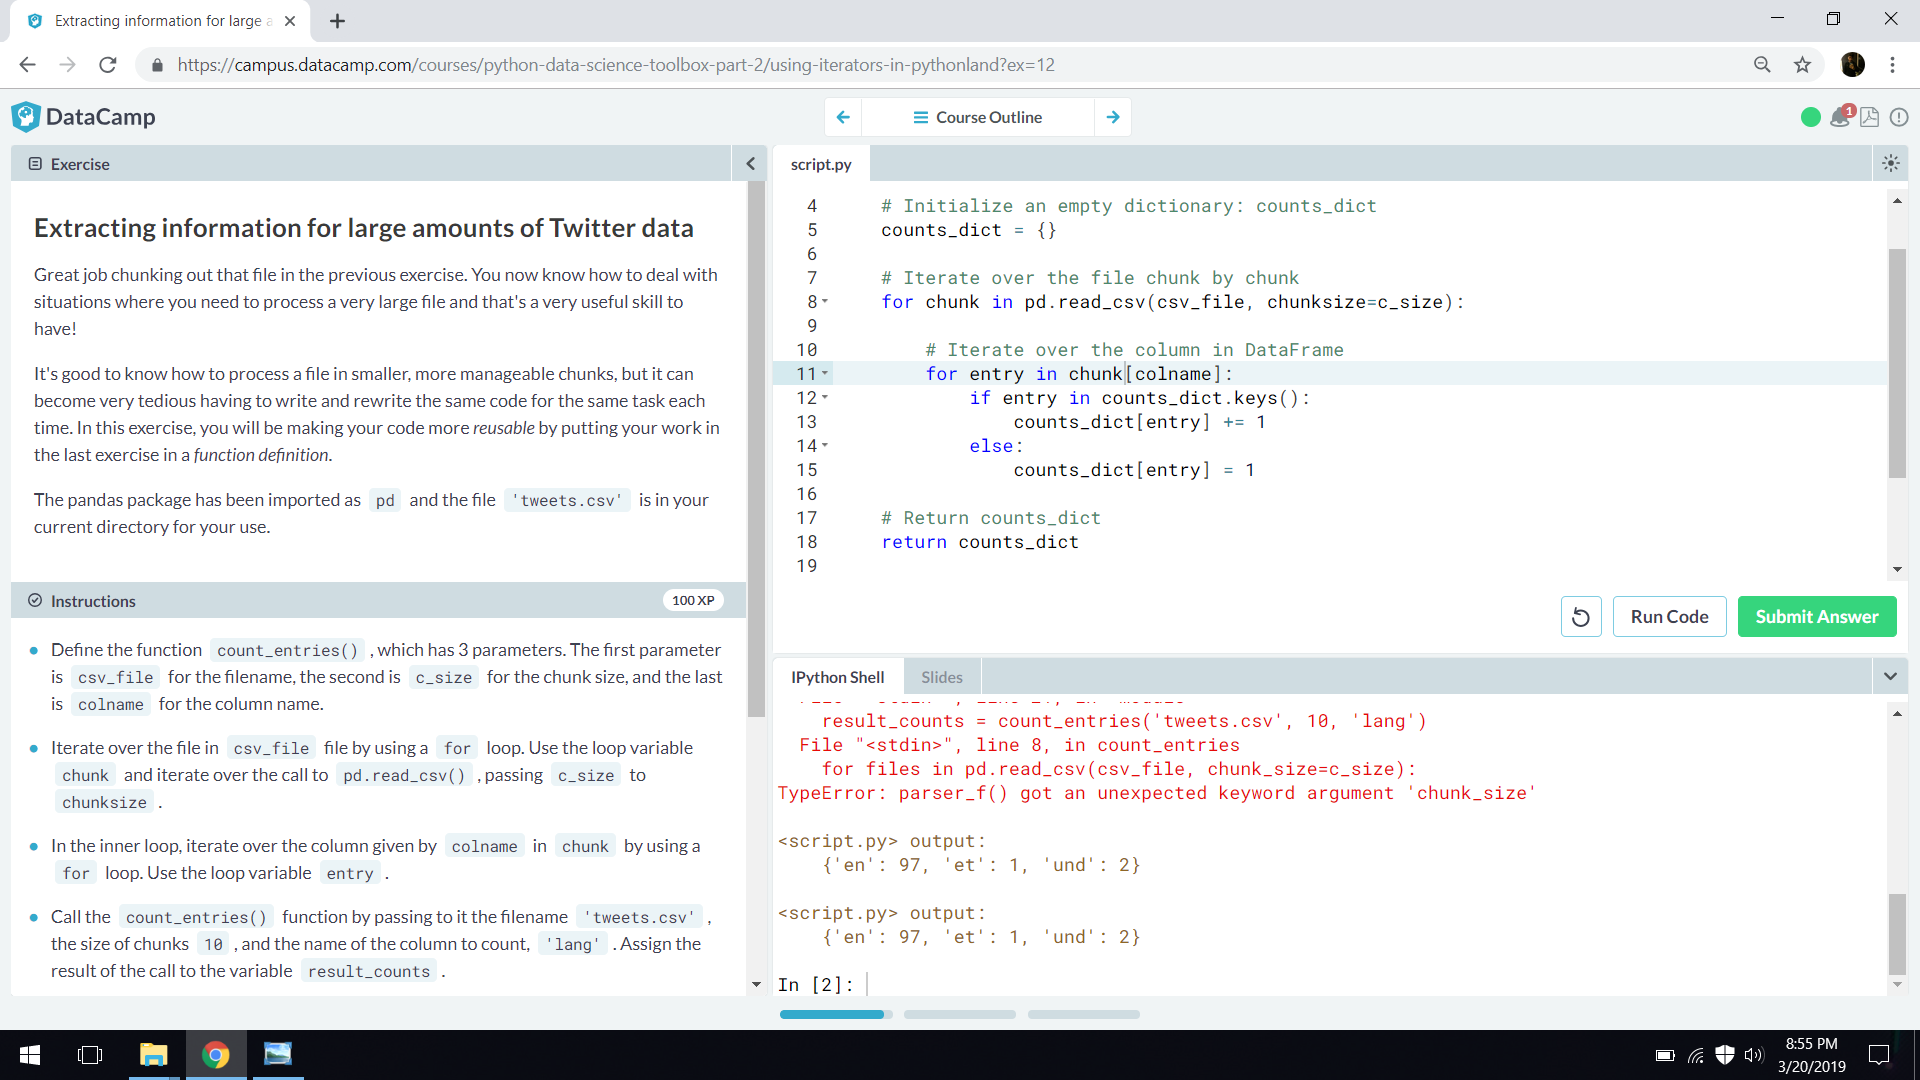 Extracting information for large a
https://campus.datacamp.com/courses/python-data-science-toolbox-part-2/using-iterators-in-pythonland?ex=12
DataCamp
Course Outline
1
Exercise
Extracting information for large amounts of Twitter data
Great job chunking out that file in the previous exercise. You now know how to deal with
situations where you need to process a very large file and that's a very useful skill to
have!
It's good to know how to process a file in smaller, more manageable chunks, but it can
become very tedious having to write and rewrite the same code for the same task each
time. In this exercise, you will be making your code more reusable by putting your work in
the last exercise in a function definition.
The pandas package has been imported as pd and the file 'tweets.csv' is in your
current directory for your use.
Instructions
100 XP
Define the function count_entries() , which has 3 parameters. The first parameter
is csv_file for the filename, the second is c_size for the chunk size, and the last
is colname for the column name.
Iterate over the file in csv_file file by using a for loop. Use the loop variable
chunk and iterate over the call to pd.read_csv() , passing c_size to
chunksize .
In the inner loop, iterate over the column given by colname in chunk by using a
for loop. Use the loop variable entry .
Call the count_entries() function by passing to it the filename 'tweets.csv' ,
the size of chunks 10 , and the name of the column to count, 'lang' . Assign the
result of the call to the variable result_counts .
script.py
4 # Initialize an empty dictionary: counts_dict
5 counts_dict = {}
6
7 # Iterate over the file chunk by chunk
8 for chunk in pd.read_csv(csv_file, chunksize=c_size):
9
10 # Iterate over the column in DataFrame
11 for entry in chunk[colname]:
12 if entry in counts_dict.keys():
13 counts_dict[entry] += 1
14 else:
15 counts_dict[entry] = 1
16
17 # Return counts_dict
18 return counts_dict
19
Run Code
Submit Answer
IPython Shell
Slides
result_counts = count_entries('tweets.csv', 10, 'lang')
File "<stdin>", line 8, in count_entries
for files in pd.read_csv(csv_file, chunk_size=c_size):
TypeError: parser_f() got an unexpected keyword argument 'chunk_size'
<script.py> output:
{'en': 97, 'et': 1, 'und': 2}
<script.py> output:
{'en': 97, 'et': 1, 'und': 2}
In [2]:
8:55 PM
3/20/2019